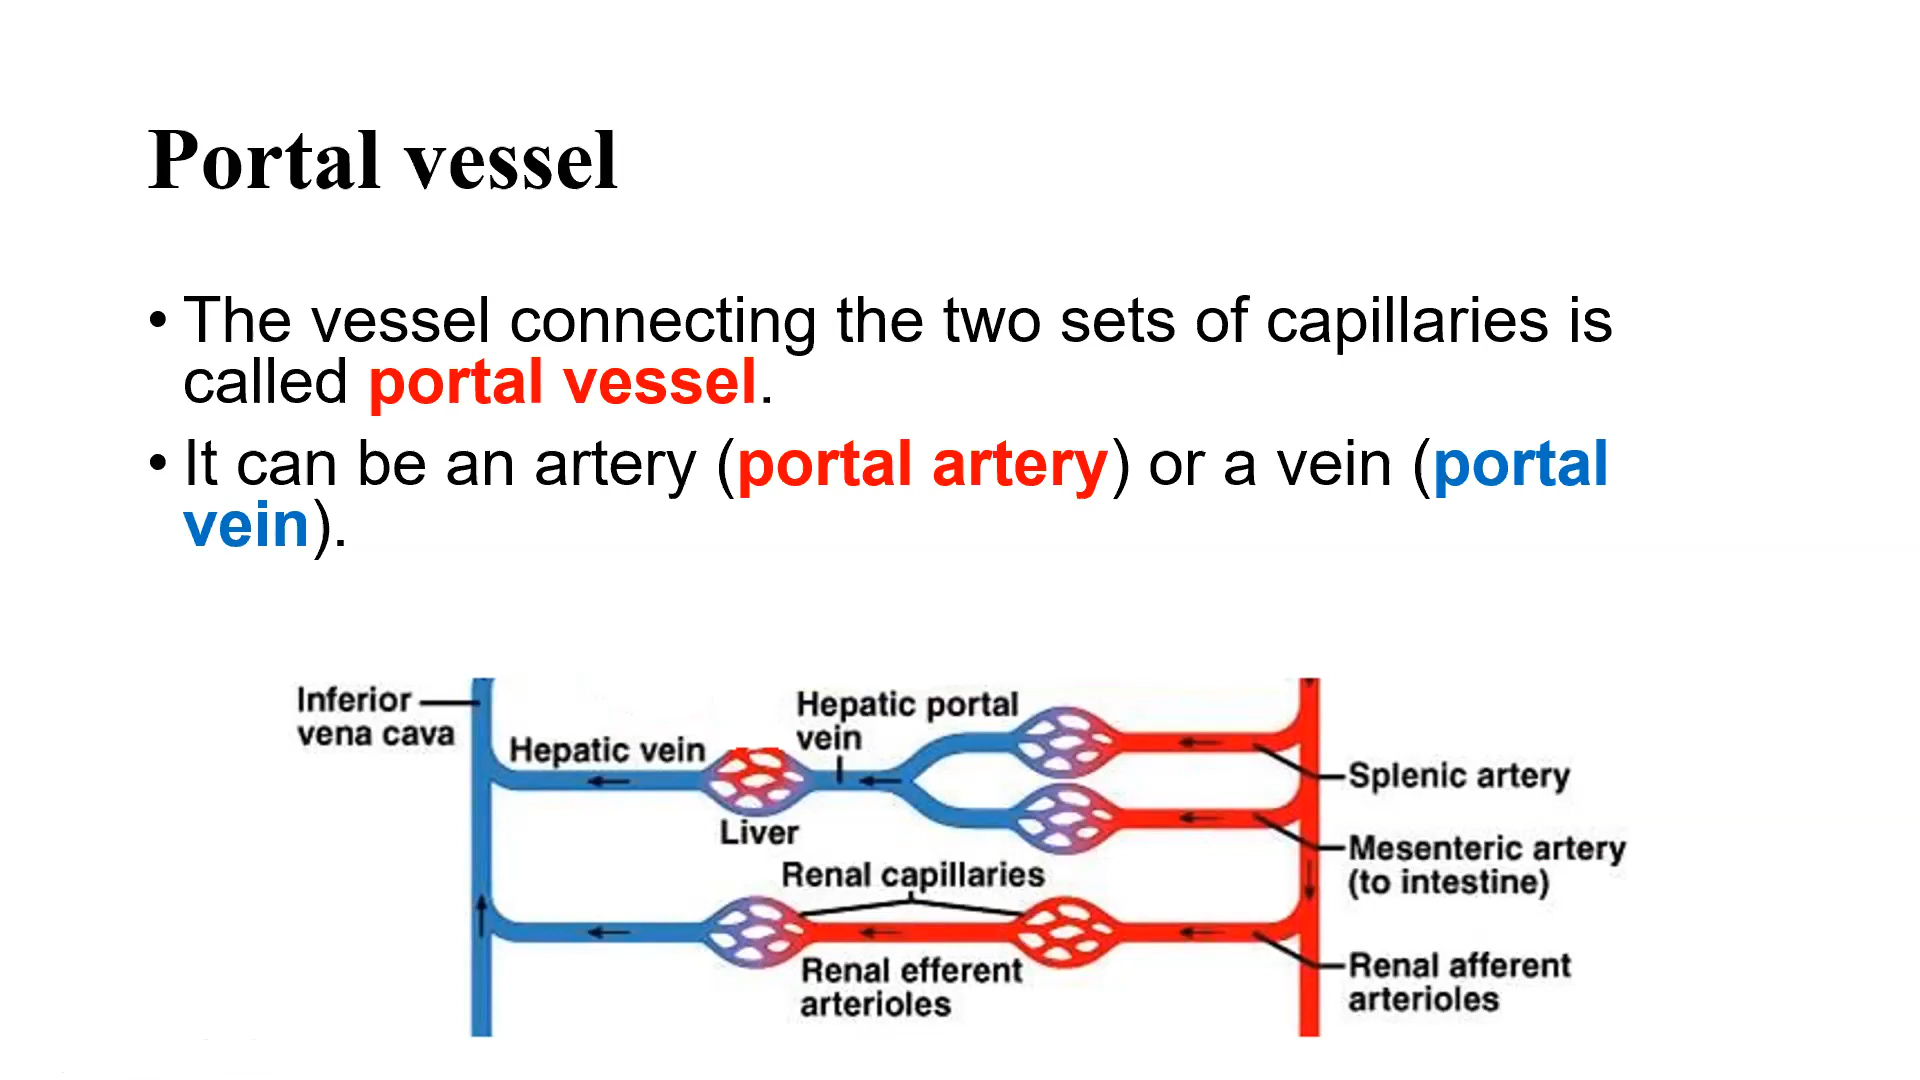 Portal vessel
• The vessel connecting the two sets of capillaries is
called portal vessel.
• It can be an artery (portal artery) or a vein (portal
vein).
Inferior
vena cava
Hepatic vein
Hepatic portal
vein
Liver
Splenic artery
Mesenteric artery
(to intestine)
Renal capillaries
Renal efferent
arterioles
Renal afferent
arterioles